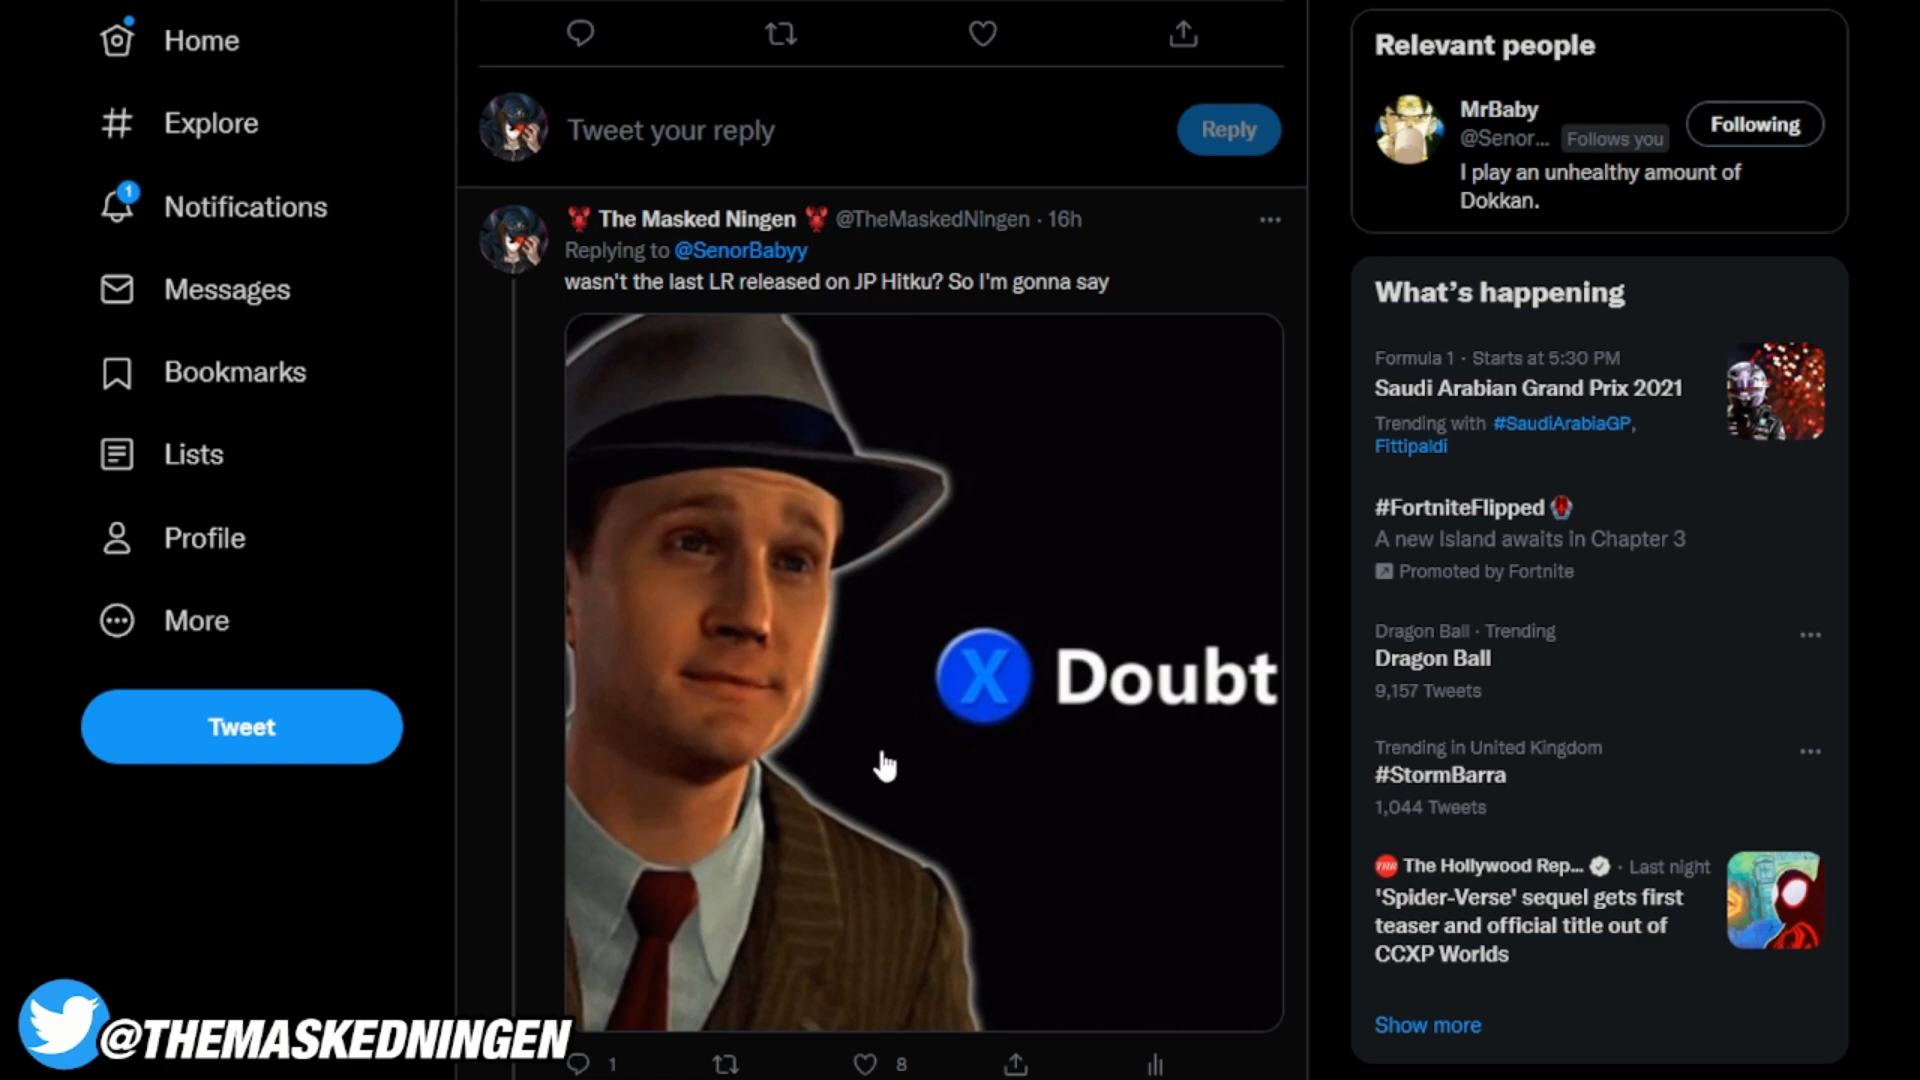 Home
Explore
1
Notifications
Messages
Bookmarks
Lists
Profile
More
Tweet
@THEMASKEDNINGEN
Tweet your reply
Reply
The Masked Ningen @TheMaskedNingen · 16h
Replying to @SenorBabyy
wasn't the last LR released on JP Hitku? So I'm gonna say
X Doubt
1
8
Relevant people
MrBaby
@Senor... Follows you
Following
I play an unhealthy amount of
Dokkan.
What's happening
Formula 1 · Starts at 5:30 PM
Saudi Arabian Grand Prix 2021
Trending with #SaudiArabiaGP,
Fittipaldi
#FortniteFlipped
A new Island awaits in Chapter 3
Promoted by Fortnite
Dragon Ball · Trending
Dragon Ball
9,157 Tweets
Trending in United Kingdom
#StormBarra
1,044 Tweets
The Hollywood Rep... · Last night
'Spider-Verse' sequel gets first
teaser and official title out of
CCXP Worlds
Show more